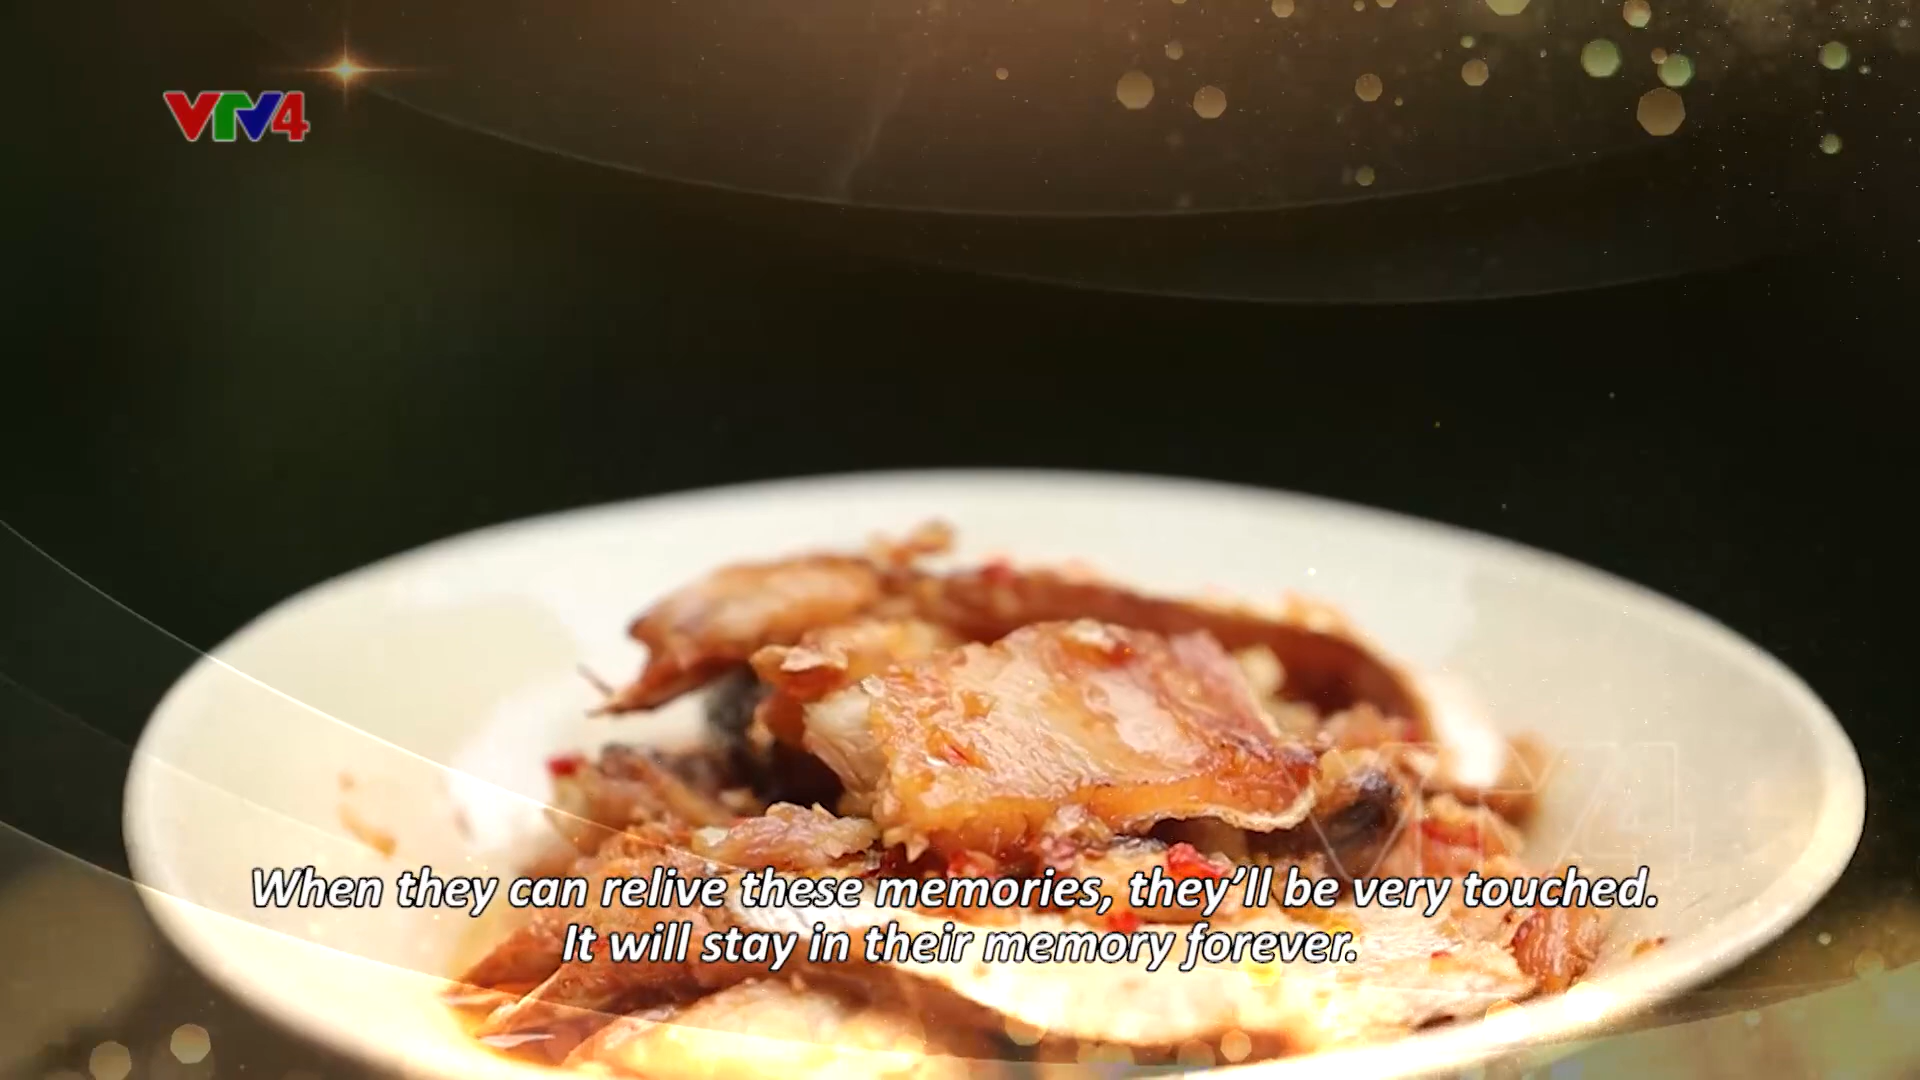 VTV4
VTV4
When they can relive these memories, they’ll be very touched.
It will stay in their memory forever.